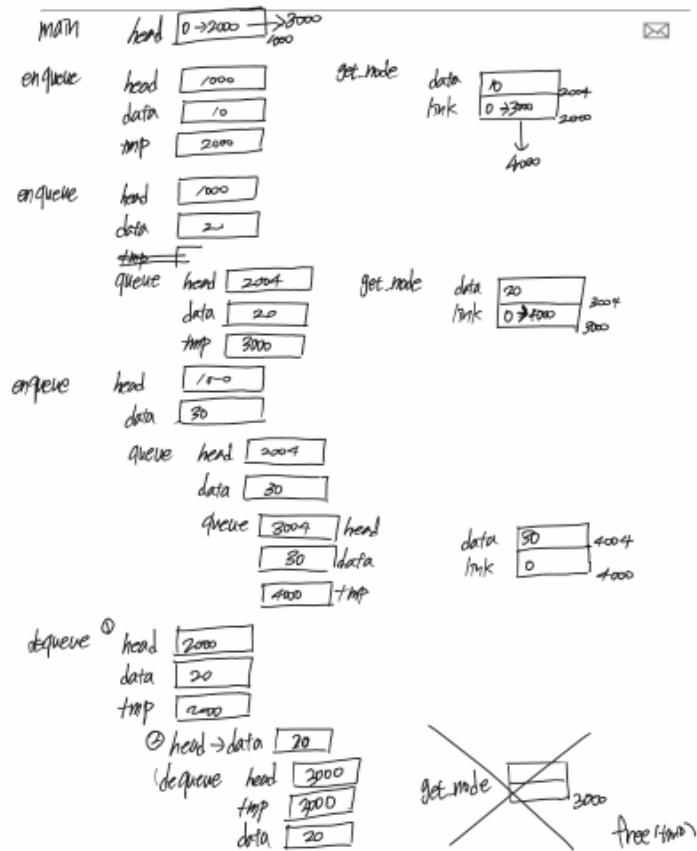 main head 0→2000 → 3000
1000
enqueue head 1000 get_node data 10 2004
data 10 link 0→3000 2000
tmp 2000 4000
enqueue head 1000
data 20
tmp
queue head 2004 get_node data 20 3004
data 20 link 0→4000 3000
tmp 3000
enqueue head
data 30
queue head 2004
data 30
queue 3004 head data 30 4004
30 data link 0 4000
4000 tmp
dequeue ① head 2000
data 20
tmp 2000
② head→data 20
dequeue head 3000 get_node 3000
tmp 3000
data 20 free(tmp)